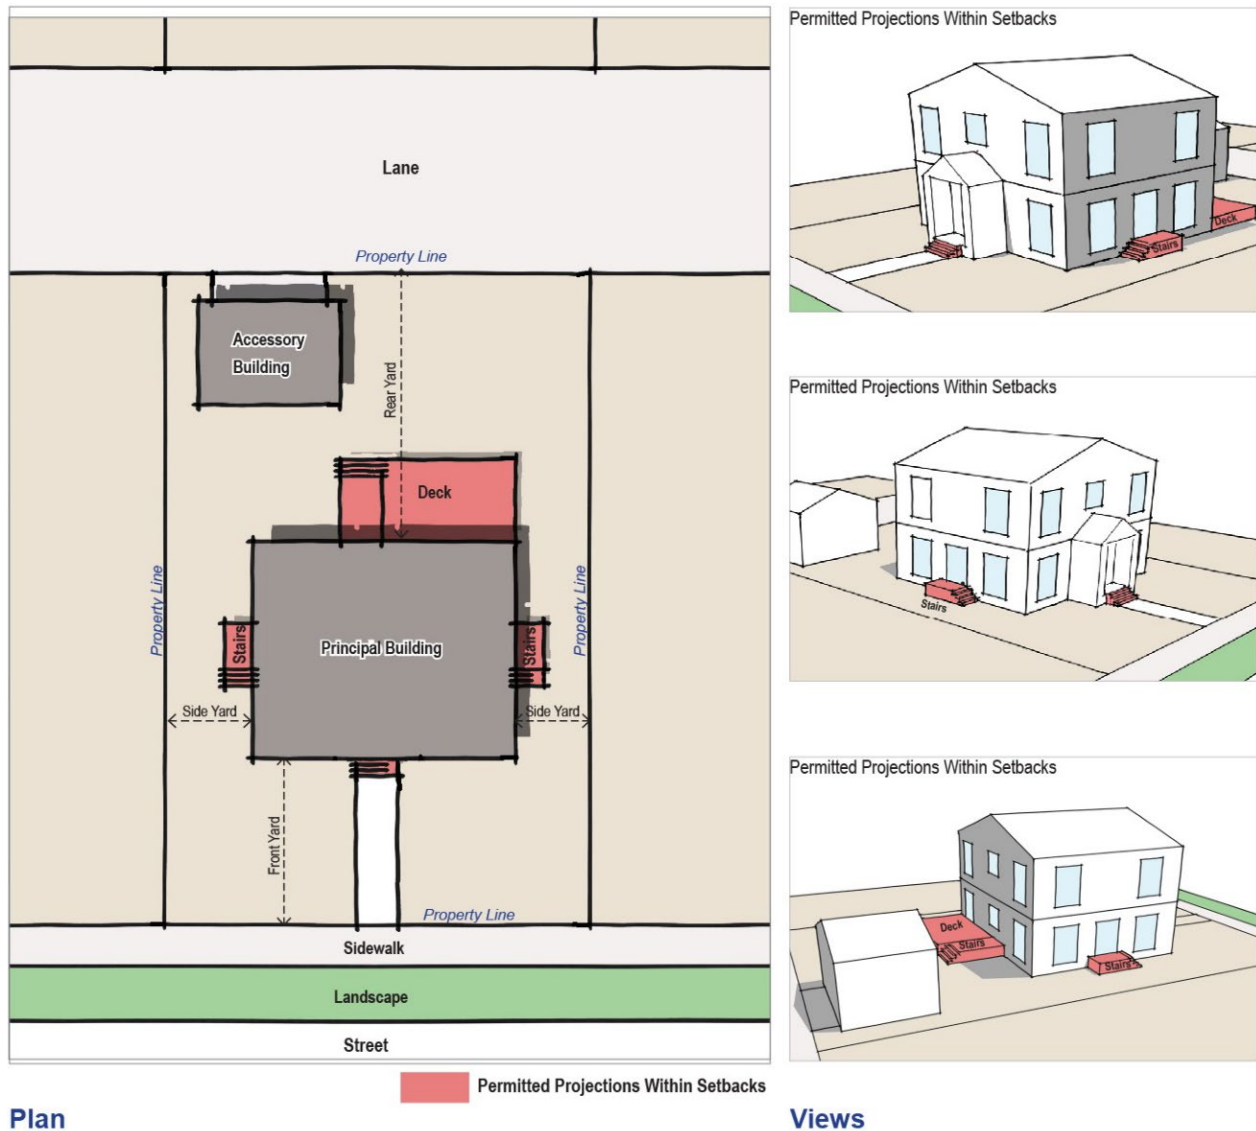 Lane
Property Line
Accessory
Building
Rear Yard
Deck
Property Line
Stairs
Principal Building
Stairs
Property Line
Side Yard
Side Yard
Front Yard
Property Line
Sidewalk
Landscape
Street
Permitted Projections Within Setbacks
Plan
Permitted Projections Within Setbacks
Deck
Stairs
Permitted Projections Within Setbacks
Stairs
Permitted Projections Within Setbacks
Deck
Stairs
Stairs
Views